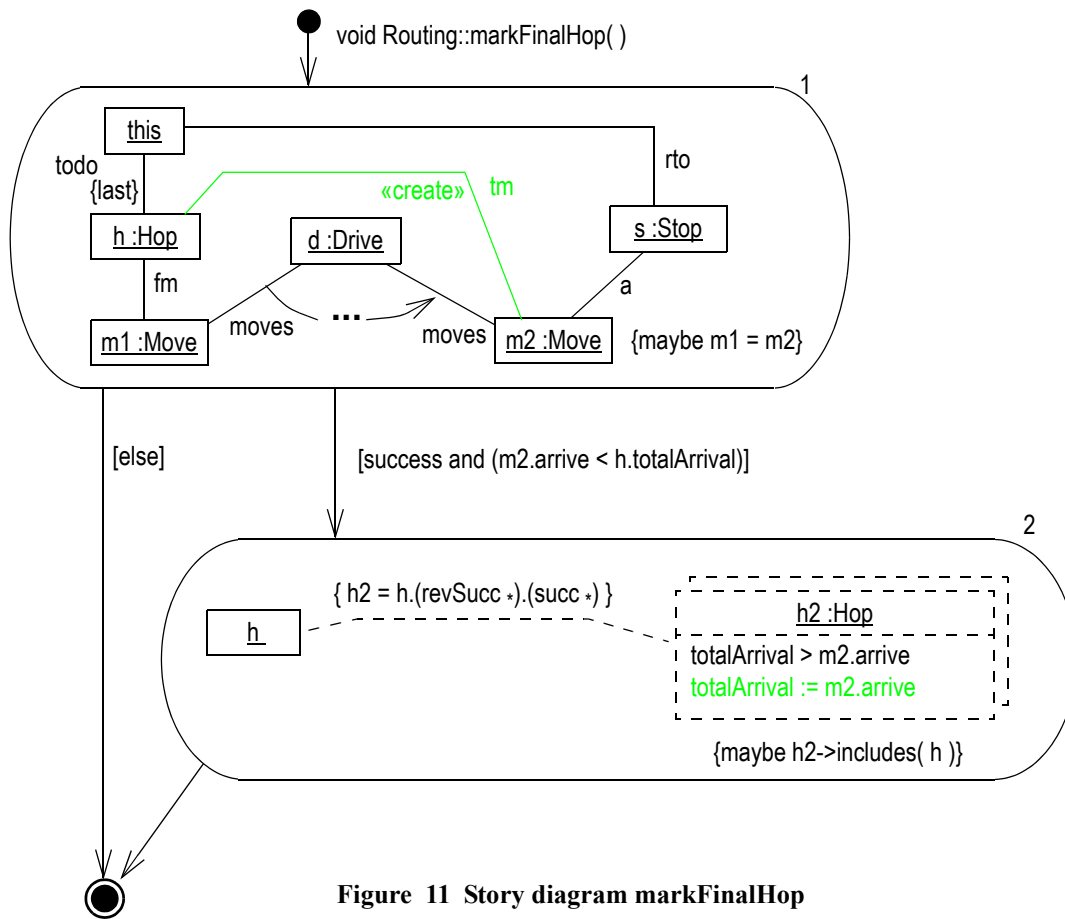 void Routing::markFinalHop( )
1
this
todo
{last}
rto
«create»
tm
h :Hop
d :Drive
s :Stop
fm
a
moves
...
moves
m1 :Move
m2 :Move
{maybe m1 = m2}
[else]
[success and (m2.arrive < h.totalArrival)]
2
{ h2 = h.(revSucc *).(succ *) }
h
h2 :Hop
totalArrival > m2.arrive
totalArrival := m2.arrive
{maybe h2->includes( h )}
Figure 11 Story diagram markFinalHop